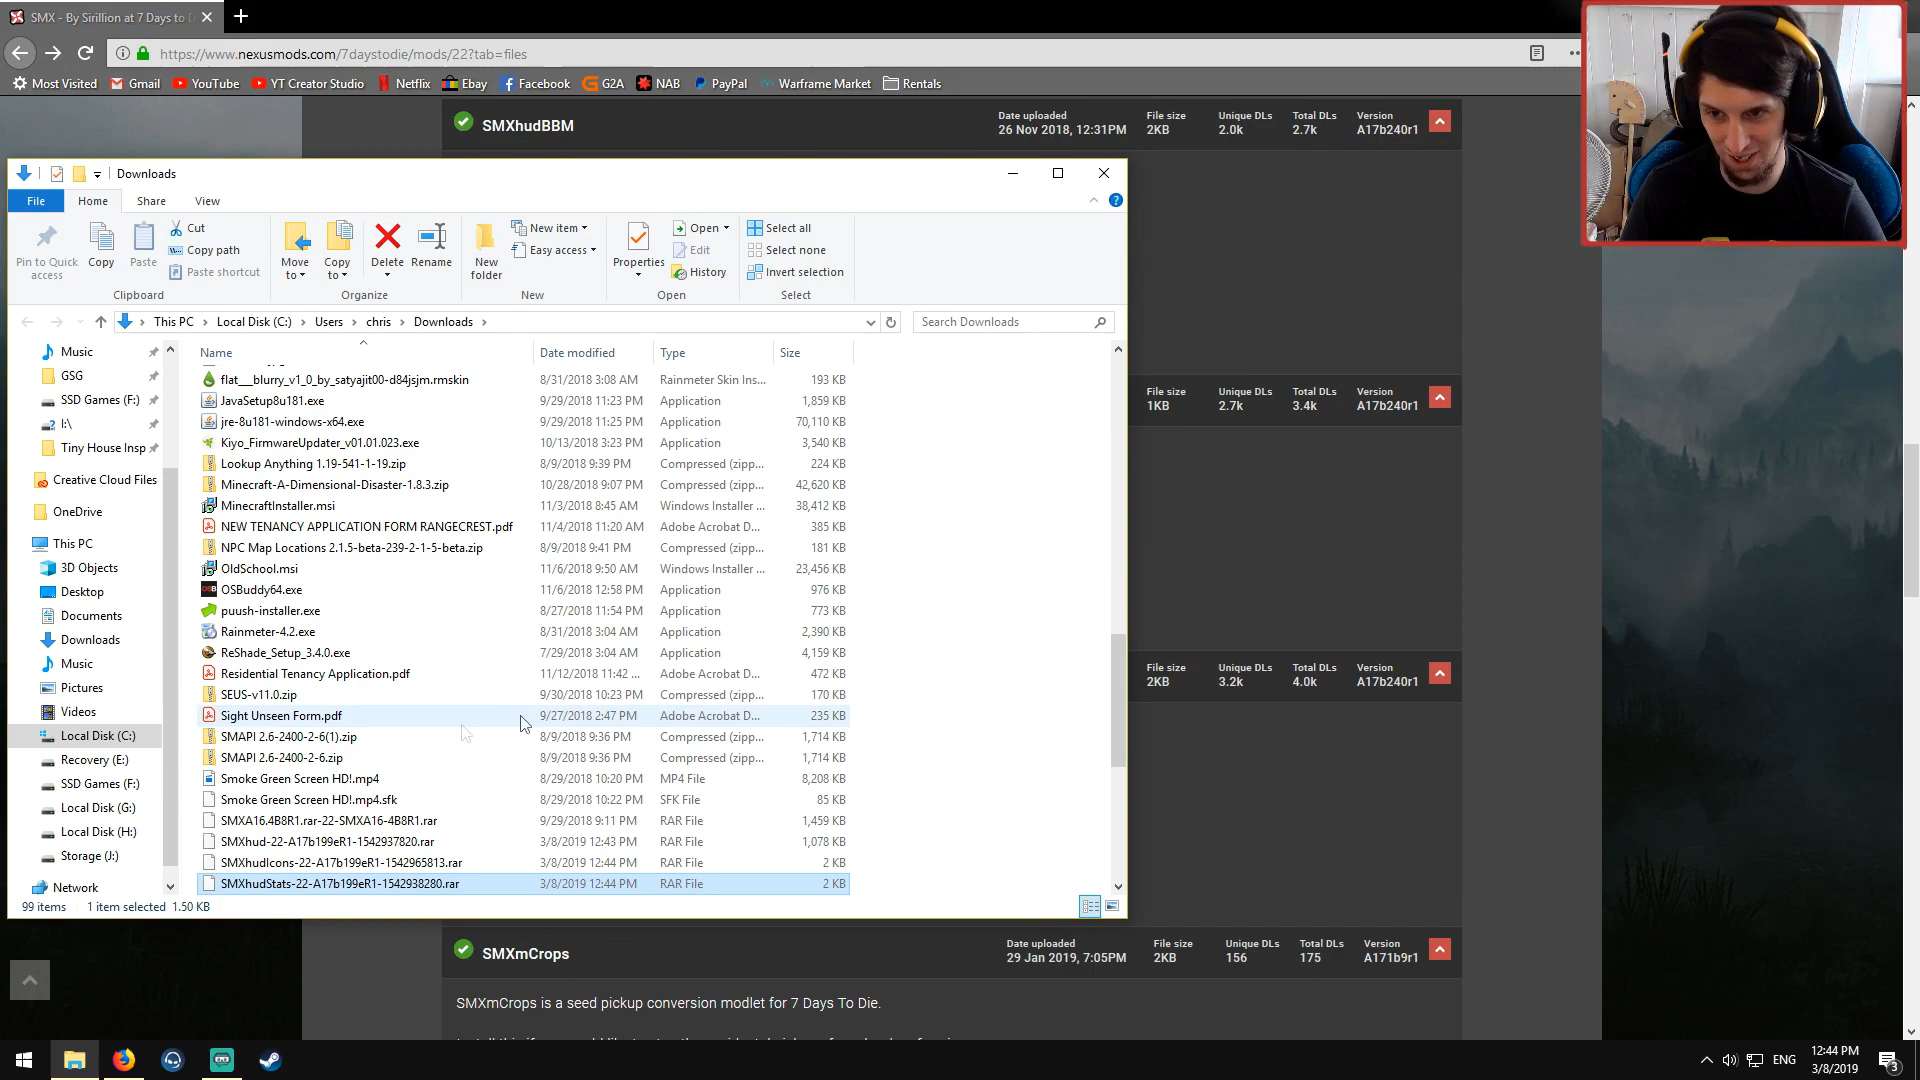 SMX - By Sirillion at 7 Days to D
https://www.nexusmods.com/7daystodie/mods/22?tab=files
Most Visited Gmail YouTube YT Creator Studio Netflix Ebay Facebook G2A NAB PayPal Warframe Market Rentals
SMXhudBBM
Date uploaded File size Unique DLs Total DLs Version
26 Nov 2018, 12:31PM 2KB 2.0k 2.7k A17b240r1
Downloads
File Home Share View
Pin to Quick access
Copy
Paste
Cut
Copy path
Paste shortcut
Move to
Copy to
Delete
Rename
New folder
New item
Easy access
Properties
Open
Edit
History
Select all
Select none
Invert selection
Clipboard Organize New Open Select
This PC Local Disk (C:) Users chris Downloads
Search Downloads
Name Date modified Type Size
flat__blurry_v1_0_by_satyajit00-d84jsjm.rmskin 8/31/2018 3:08 AM Rainmeter Skin Ins... 193 KB
JavaSetup8u181.exe 9/29/2018 11:23 PM Application 1,859 KB
jre-8u181-windows-x64.exe 9/29/2018 11:25 PM Application 70,110 KB
Kiyo_FirmwareUpdater_v01.01.023.exe 10/13/2018 3:23 PM Application 3,540 KB
Lookup Anything 1.19-541-1-19.zip 8/9/2018 9:39 PM Compressed (zipp... 224 KB
Minecraft-A-Dimensional-Disaster-1.8.3.zip 10/28/2018 9:07 PM Compressed (zipp... 42,620 KB
MinecraftInstaller.msi 11/3/2018 8:45 AM Windows Installer ... 38,412 KB
NEW TENANCY APPLICATION FORM RANGECREST.pdf 11/4/2018 11:20 AM Adobe Acrobat D... 385 KB
NPC Map Locations 2.1.5-beta-239-2-1-5-beta.zip 8/9/2018 9:41 PM Compressed (zipp... 181 KB
OldSchool.msi 11/6/2018 9:50 AM Windows Installer ... 23,456 KB
OSBuddy64.exe 11/6/2018 12:58 PM Application 976 KB
puush-installer.exe 8/27/2018 11:54 PM Application 773 KB
Rainmeter-4.2.exe 8/31/2018 3:04 AM Application 2,390 KB
ReShade_Setup_3.4.0.exe 7/29/2018 3:04 AM Application 4,159 KB
Residential Tenancy Application.pdf 11/12/2018 11:42 ... Adobe Acrobat D... 472 KB
SEUS-v11.0.zip 9/30/2018 10:23 PM Compressed (zipp... 170 KB
Sight Unseen Form.pdf 9/27/2018 2:47 PM Adobe Acrobat D... 235 KB
SMAPI 2.6-2400-2-6(1).zip 8/9/2018 9:36 PM Compressed (zipp... 1,714 KB
SMAPI 2.6-2400-2-6.zip 8/9/2018 9:36 PM Compressed (zipp... 1,714 KB
Smoke Green Screen HD!.mp4 8/29/2018 10:20 PM MP4 File 8,208 KB
Smoke Green Screen HD!.mp4.sfk 8/29/2018 10:22 PM SFK File 85 KB
SMXA16.4B8R1.rar-22-SMXA16-4B8R1.rar 9/29/2018 9:11 PM RAR File 1,459 KB
SMXhud-22-A17b199eR1-1542937820.rar 3/8/2019 12:43 PM RAR File 1,078 KB
SMXhudIcons-22-A17b199eR1-1542965813.rar 3/8/2019 12:44 PM RAR File 2 KB
SMXhudStats-22-A17b199eR1-1542938280.rar 3/8/2019 12:44 PM RAR File 2 KB
Music
GSG
SSD Games (F:)
I:\
Tiny House Insp
Creative Cloud Files
OneDrive
This PC
3D Objects
Desktop
Documents
Downloads
Music
Pictures
Videos
Local Disk (C:)
Recovery (E:)
SSD Games (F:)
Local Disk (G:)
Local Disk (H:)
Storage (J:)
Network
99 items 1 item selected 1.50 KB
File size Unique DLs Total DLs Version
1KB 2.7k 3.4k A17b240r1
File size Unique DLs Total DLs Version
2KB 3.2k 4.0k A17b240r1
SMXmCrops
Date uploaded File size Unique DLs Total DLs Version
29 Jan 2019, 7:05PM 2KB 156 175 A171b9r1
SMXmCrops is a seed pickup conversion modlet for 7 Days To Die.
ENG
12:44 PM
3/8/2019
3